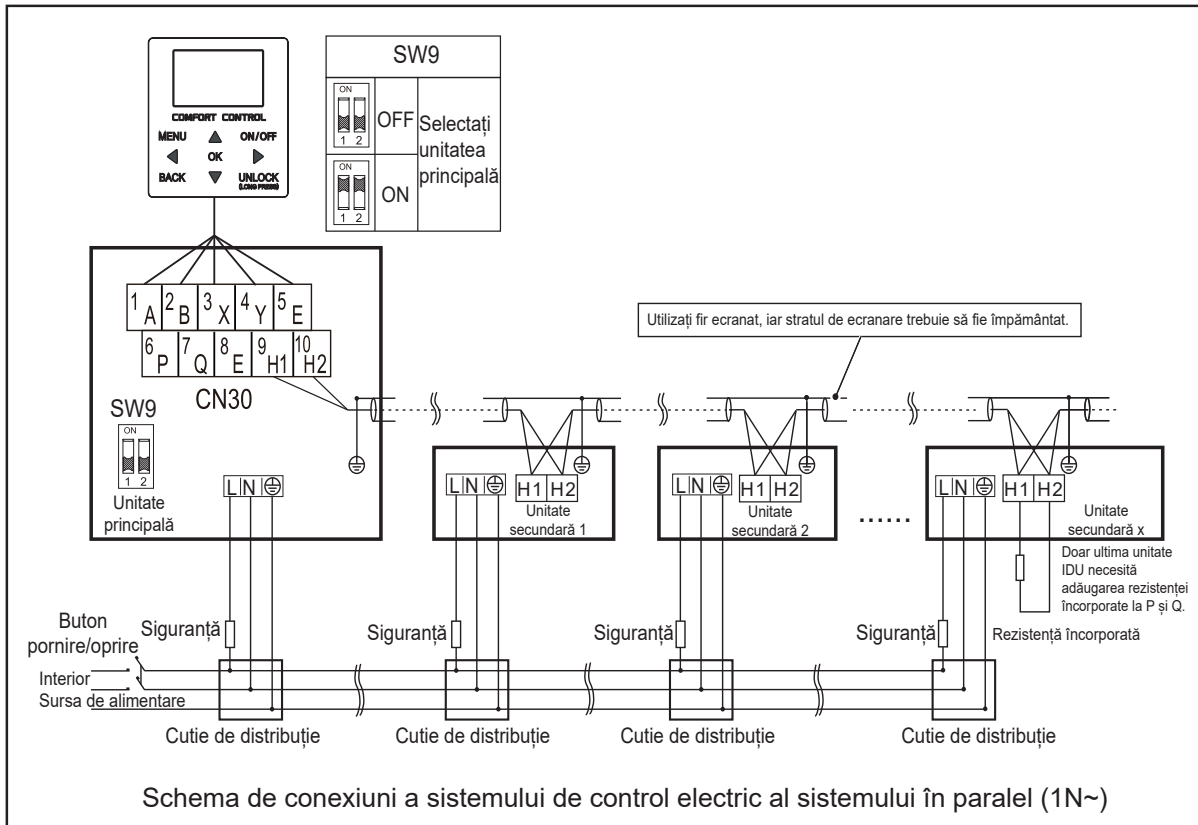 COMFORT CONTROL
MENU
ON/OFF
OK
BACK
UNLOCK
(LONG PRESS)
SW9
ON
1 2
OFF
ON
1 2
ON
Selectați
unitatea
principală
1 A
2 B
3 X
4 Y
5 E
6 P
7 Q
8 E
9 H1
10 H2
CN30
SW9
ON
1 2
Unitate
principală
L N
Utilizați fir ecranat, iar stratul de ecranare trebuie să fie împământat.
L N
H1 H2
Unitate
secundară 1
L N
H1 H2
Unitate
secundară 2
......
L N
H1 H2
Unitate
secundară x
Doar ultima unitate
IDU necesită
adăugarea rezistenței
încorporate la P și Q.
Rezistență încorporată
Buton
pornire/oprire
Siguranță
Siguranță
Siguranță
Siguranță
Interior
Sursa de alimentare
Cutie de distribuție
Cutie de distribuție
Cutie de distribuție
Cutie de distribuție
Schema de conexiuni a sistemului de control electric al sistemului în paralel (1N~)